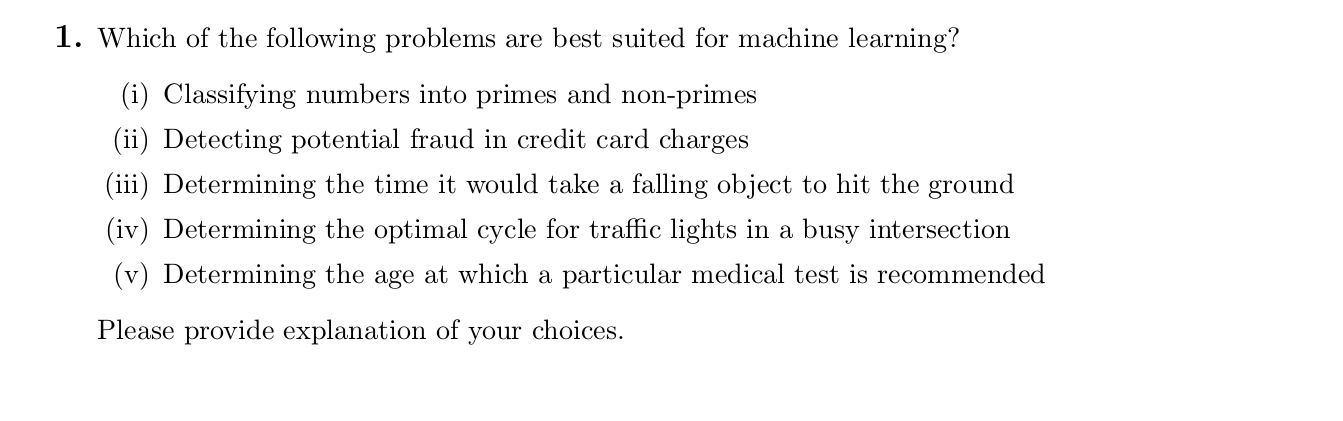 1. Which of the following problems are best suited for machine learning?
(i) Classifying numbers into primes and non-primes
(ii) Detecting potential fraud in credit card charges
(iii) Determining the time it would take a falling object to hit the ground
(iv) Determining the optimal cycle for traffic lights in a busy intersection
(v) Determining the age at which a particular medical test is recommended
Please provide explanation of your choices.